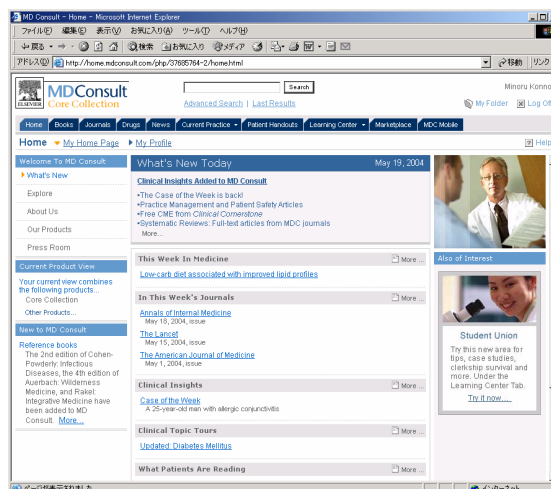 MD Consult - Home - Microsoft Internet Explorer
ファイル(F) 編集(E) 表示(V) お気に入り(A) ツール(T) ヘルプ(H)
戻る 検索 お気に入り メディア
アドレス(D) http://home.mdconsult.com/php/37685764-2/home.html 移動 リンク
ELSEVIER
MDConsult
Core Collection
Search
Advanced Search | Last Results
Minoru Konno
My Folder Log Of
Home Books Journals Drugs News Current Practice Patient Handouts Learning Center Marketplace MDC Mobile
Home My Home Page My Profile Help
Welcome To MD Consult
What's New
Explore
About Us
Our Products
Press Room
Current Product View
Your current view combines
the following products...
Core Collection
Other Products...
New to MD Consult
Reference books
The 2nd edition of Cohen-
Powderly: Infectious
Diseases, the 4th edition of
Auerbach: Wilderness
Medicine, and Rakel:
Integrative Medicine have
been added to MD
Consult. More...
What's New Today May 19, 2004
Clinical Insights Added to MD Consult
•The Case of the Week is back!
•Practice Management and Patient Safety Articles
•Free CME from Clinical Cornerstone
•Systematic Reviews: Full-text articles from MDC journals
More...
This Week In Medicine More ...
Low-carb diet associated with improved lipid profiles
In This Week's Journals More ...
Annals of Internal Medicine
May 18, 2004, issue
The Lancet
May 15, 2004, issue
The American Journal of Medicine
May 1, 2004, issue
Clinical Insights More ...
Case of the Week
A 25-year-old man with allergic conjunctivitis
Clinical Topic Tours More ...
Updated: Diabetes Mellitus
What Patients Are Reading More ...
Also of Interest
Student Union
Try this new area for
tips, case studies,
clerkship survival and
more. Under the
Learning Center Tab.
Try it now....
ページが表示されました
インターネット